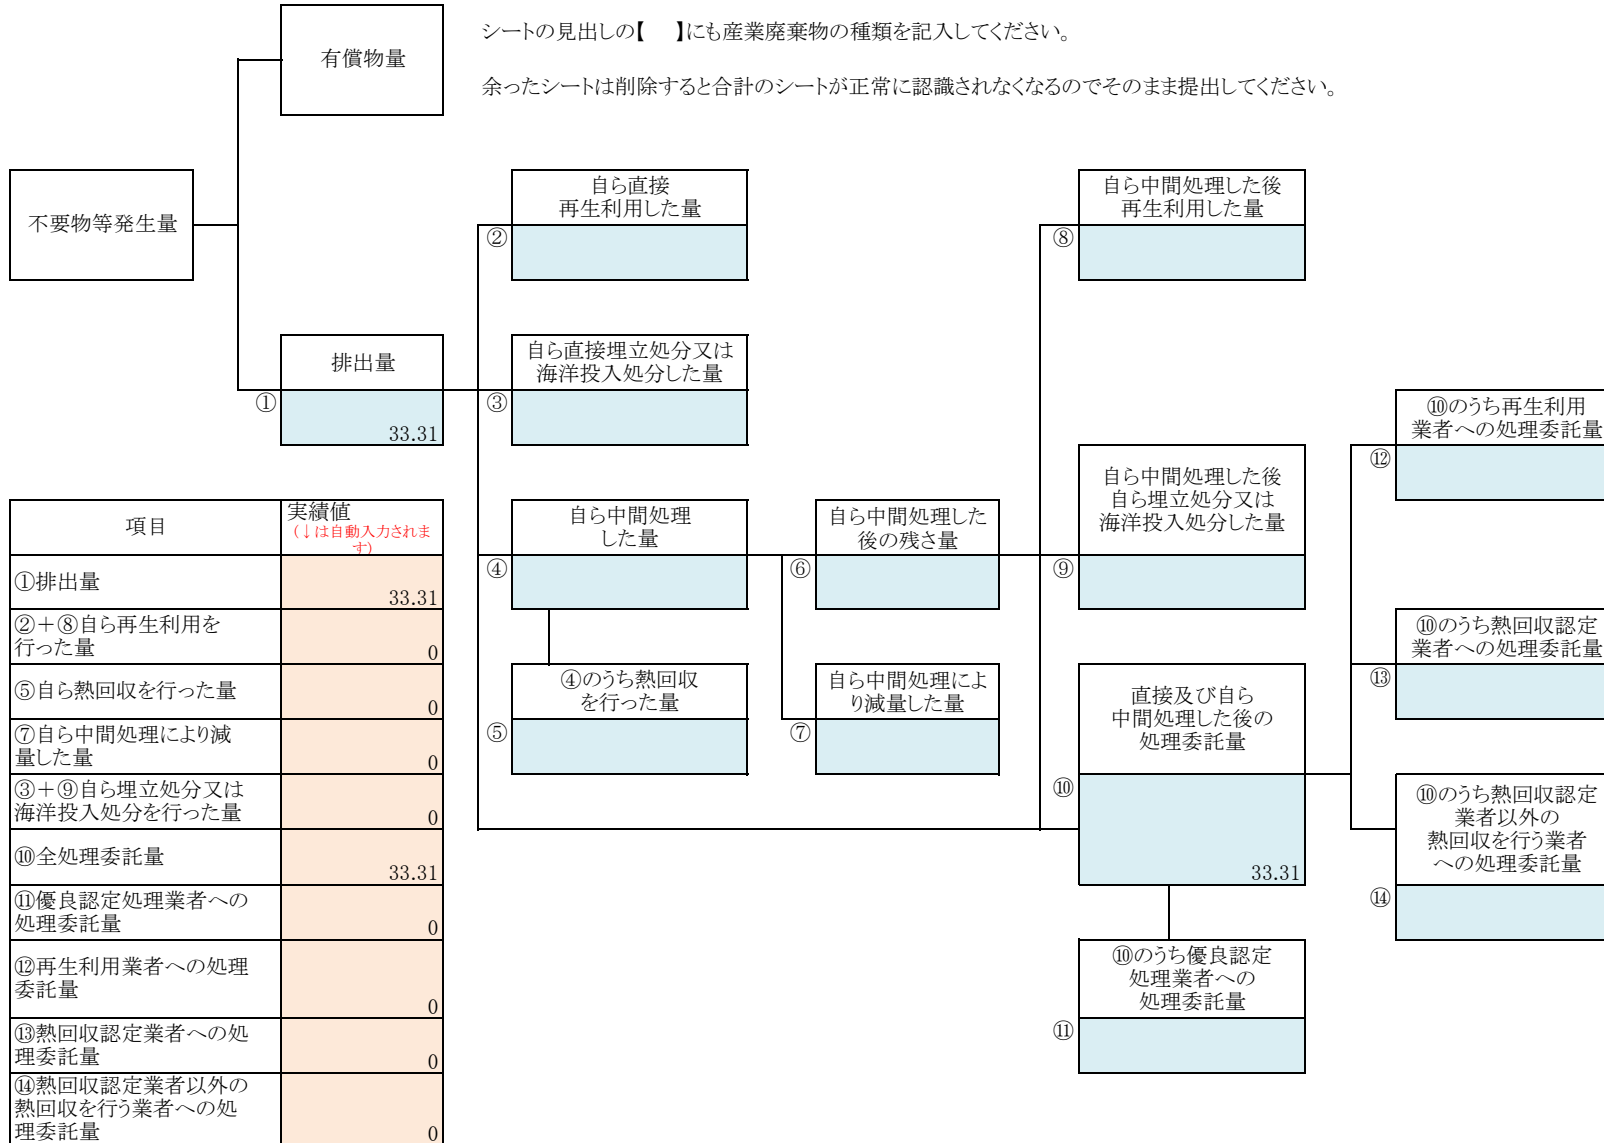 シートの見出しの【　】にも産業廃棄物の種類を記入してください。
余ったシートは削除すると合計のシートが正常に認識されなくなるのでそのまま提出してください。
有償物量
不要物等発生量
自ら直接
再生利用した量
②
自ら中間処理した後
再生利用した量
⑧
排出量
①
33.31
自ら直接埋立処分又は
海洋投入処分した量
③
⑩のうち再生利用
業者への処理委託量
⑫
自ら中間処理
した量
④
自ら中間処理した
後の残さ量
⑥
自ら中間処理した後
自ら埋立処分又は
海洋投入処分した量
⑨
⑩のうち熱回収認定
業者への処理委託量
⑬
④のうち熱回収
を行った量
⑤
自ら中間処理によ
り減量した量
⑦
直接及び自ら
中間処理した後の
処理委託量
⑩
33.31
⑩のうち熱回収認定
業者以外の
熱回収を行う業者
への処理委託量
⑭
⑩のうち優良認定
処理業者への
処理委託量
⑪
項目
実績値
(↓は自動入力されま
す)
①排出量
33.31
②＋⑧自ら再生利用を
行った量
0
⑤自ら熱回収を行った量
0
⑦自ら中間処理により減
量した量
0
③＋⑨自ら埋立処分又は
海洋投入処分を行った量
0
⑩全処理委託量
33.31
⑪優良認定処理業者への
処理委託量
0
⑫再生利用業者への処理
委託量
0
⑬熱回収認定業者への処
理委託量
0
⑭熱回収認定業者以外の
熱回収を行う業者への処
理委託量
0